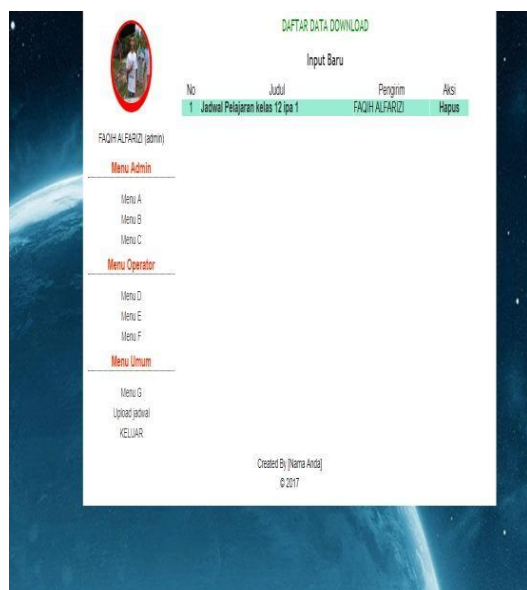 FAQIH ALFARIZI (admin)
Menu Admin
Menu A
Menu B
Menu C
Menu Operator
Menu D
Menu E
Menu F
Menu Umum
Menu G
Upload jadwal
KELUAR
DAFTAR DATA DOWNLOAD
Input Baru
No Judul Pengirim Aksi
1 Jadwal Pelajaran kelas 12 ipa 1 FAQIH ALFARIZI Hapus
Created By [Nama Anda]
© 2017